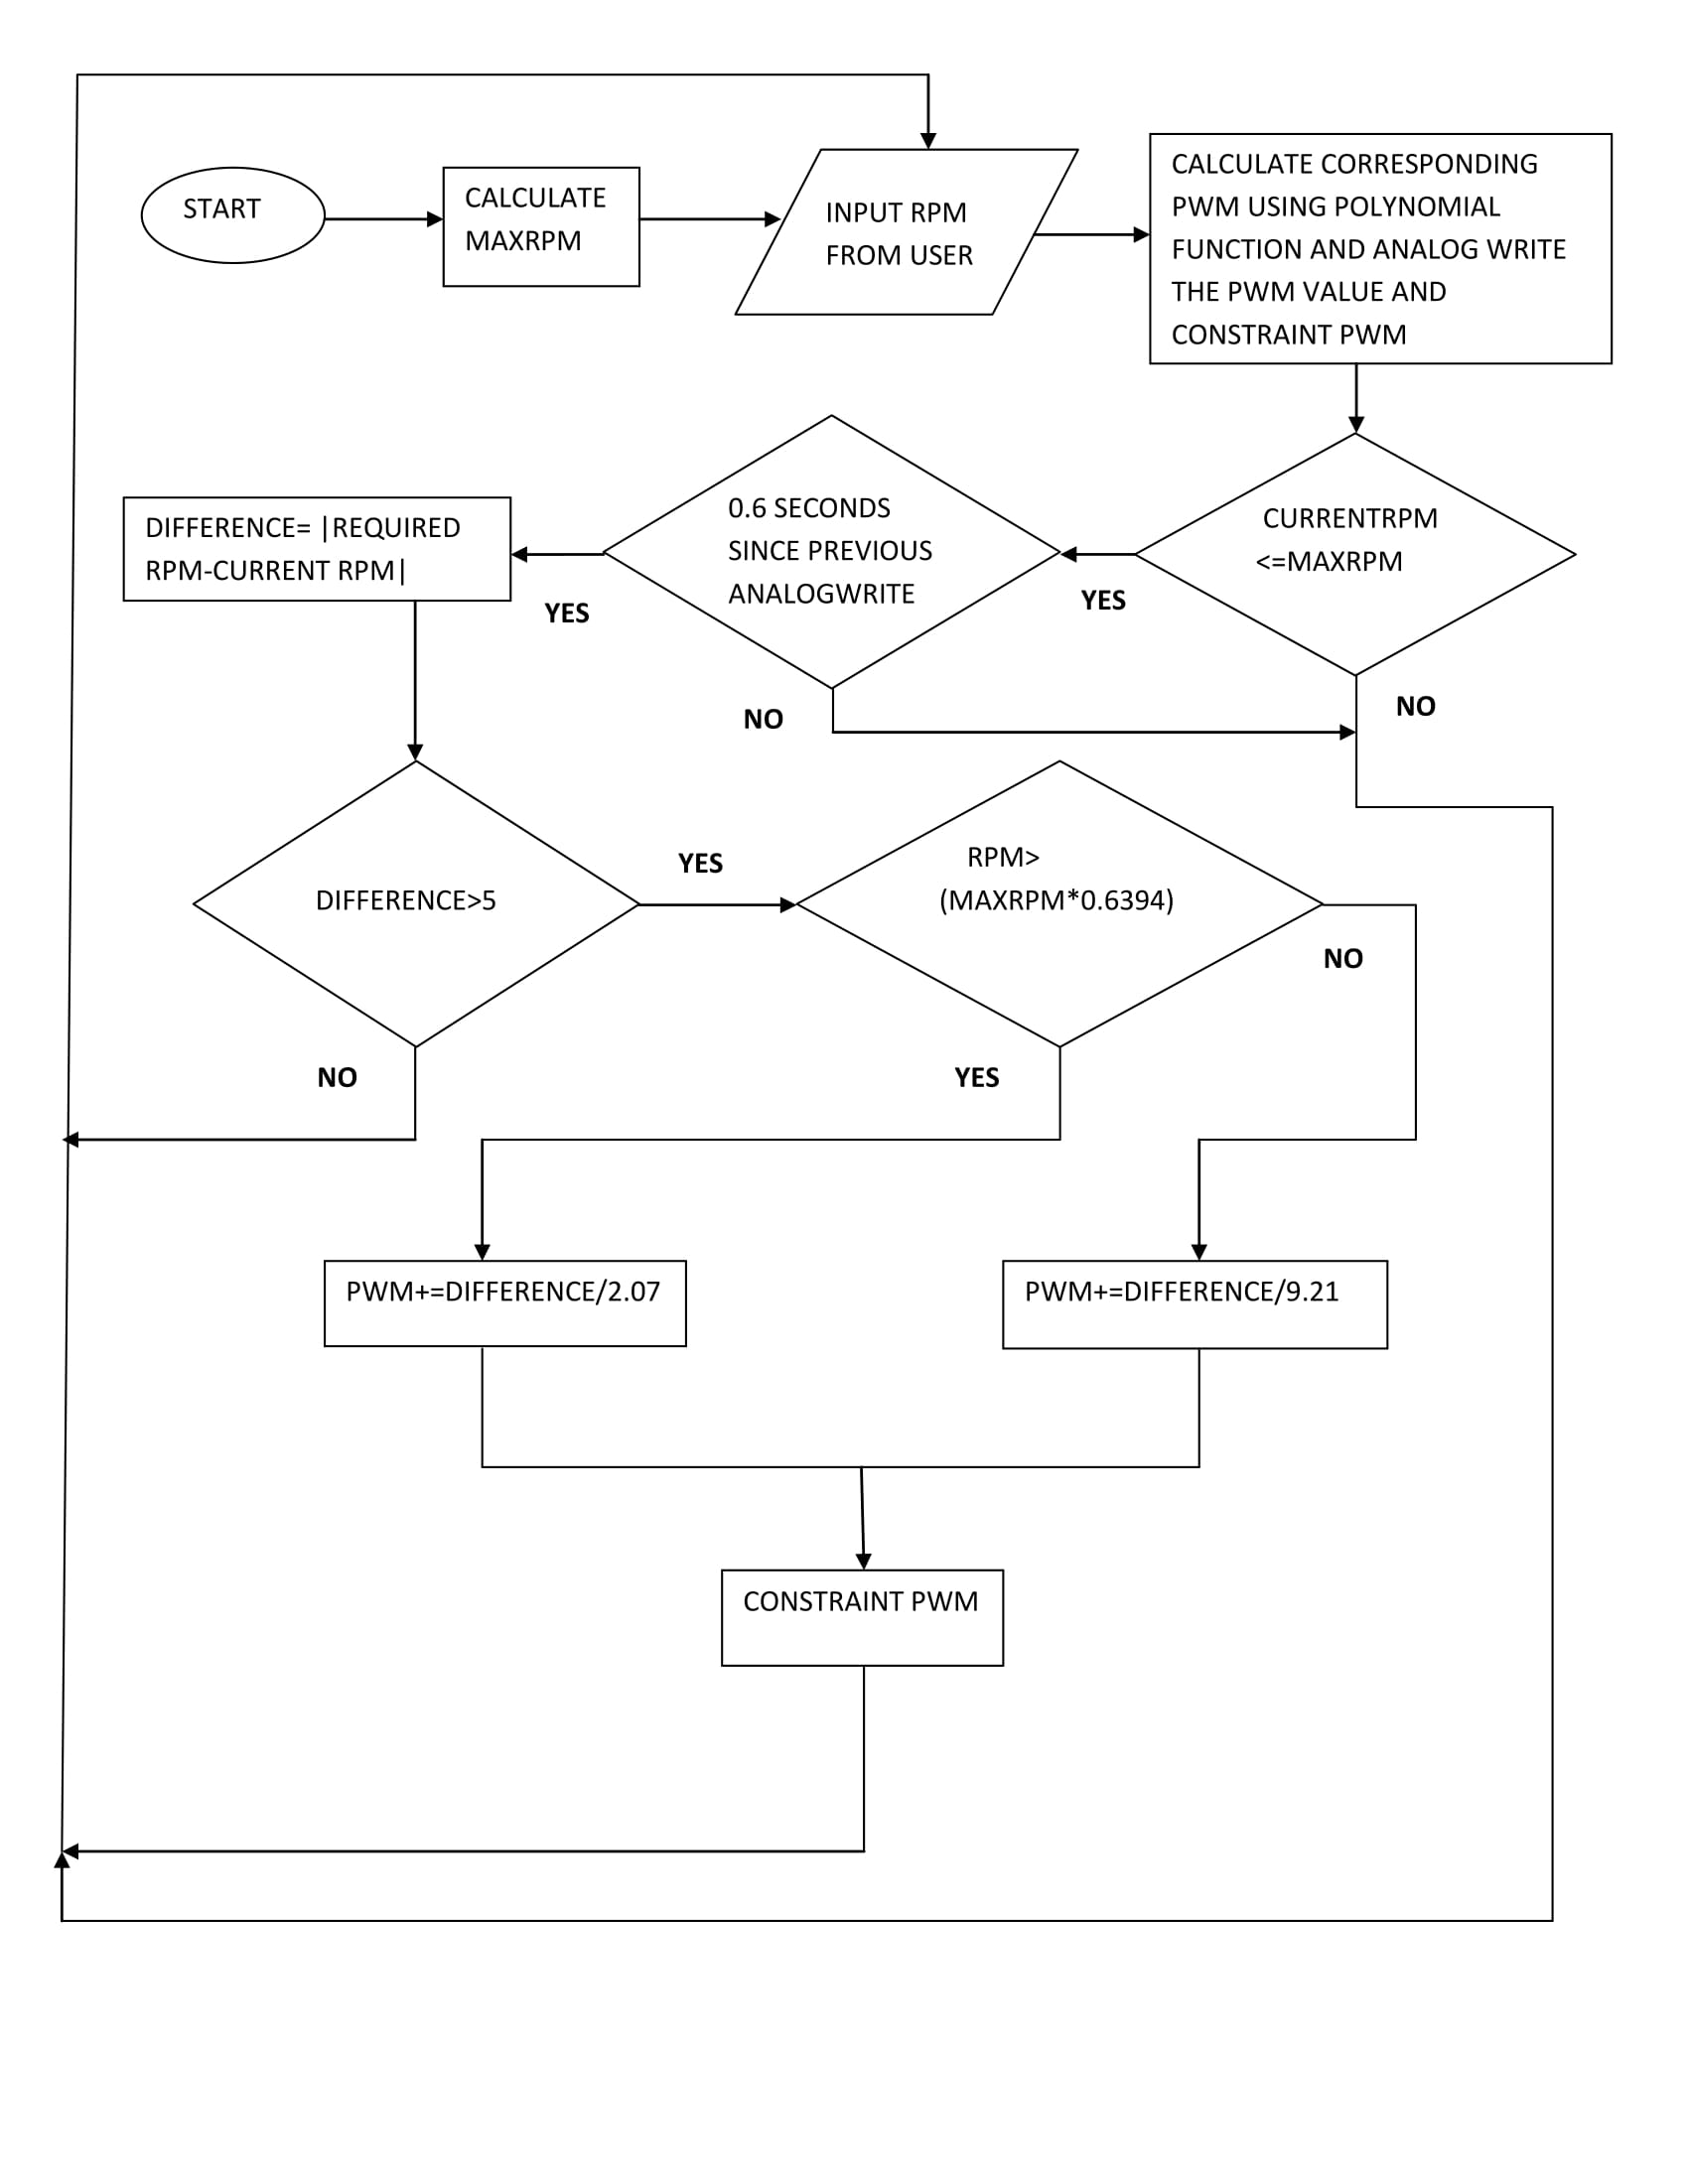 START
CALCULATE
MAXRPM
INPUT RPM
FROM USER
CALCULATE CORRESPONDING
PWM USING POLYNOMIAL
FUNCTION AND ANALOG WRITE
THE PWM VALUE AND
CONSTRAINT PWM
CURRENTRPM
<=MAXRPM
YES
NO
0.6 SECONDS
SINCE PREVIOUS
ANALOGWRITE
YES
NO
DIFFERENCE= |REQUIRED
RPM-CURRENT RPM|
DIFFERENCE>5
YES
NO
RPM>
(MAXRPM*0.6394)
NO
YES
PWM+=DIFFERENCE/2.07
PWM+=DIFFERENCE/9.21
CONSTRAINT PWM